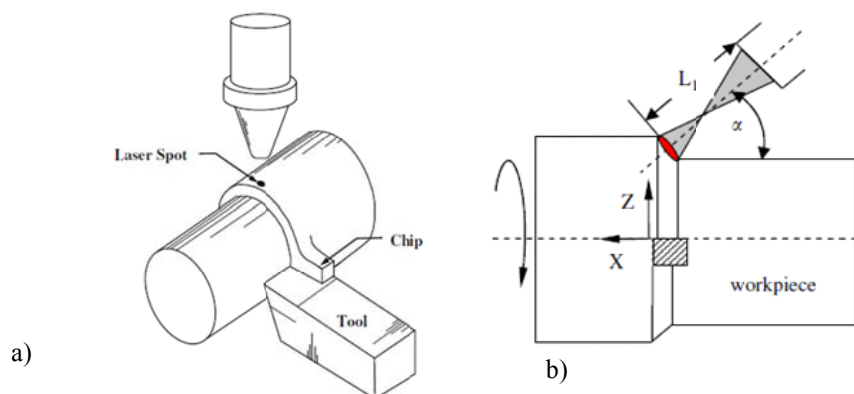 Laser Spot
Chip
Tool
a)
L1
α
Z
X
workpiece
b)